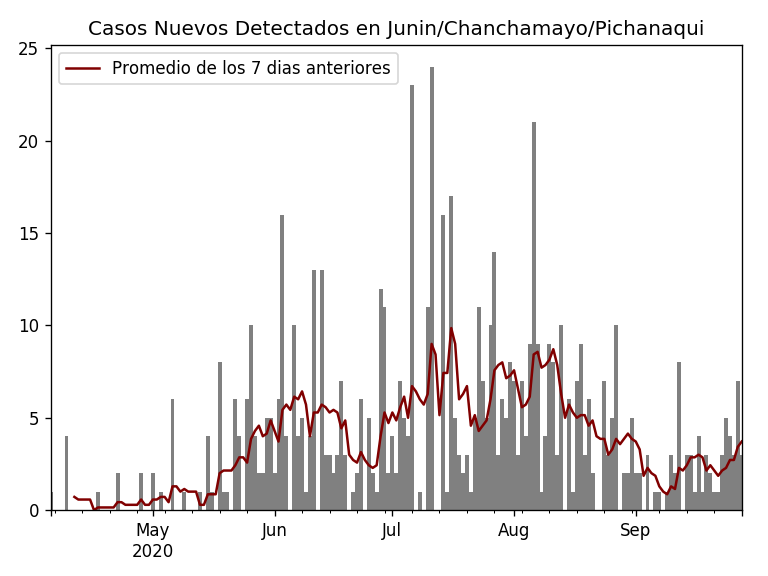 Casos Nuevos Detectados en Junin/Chanchamayo/Pichanaqui
Promedio de los 7 dias anteriores
25
20
15
10
5
0
May
2020
Jun
Jul
Aug
Sep